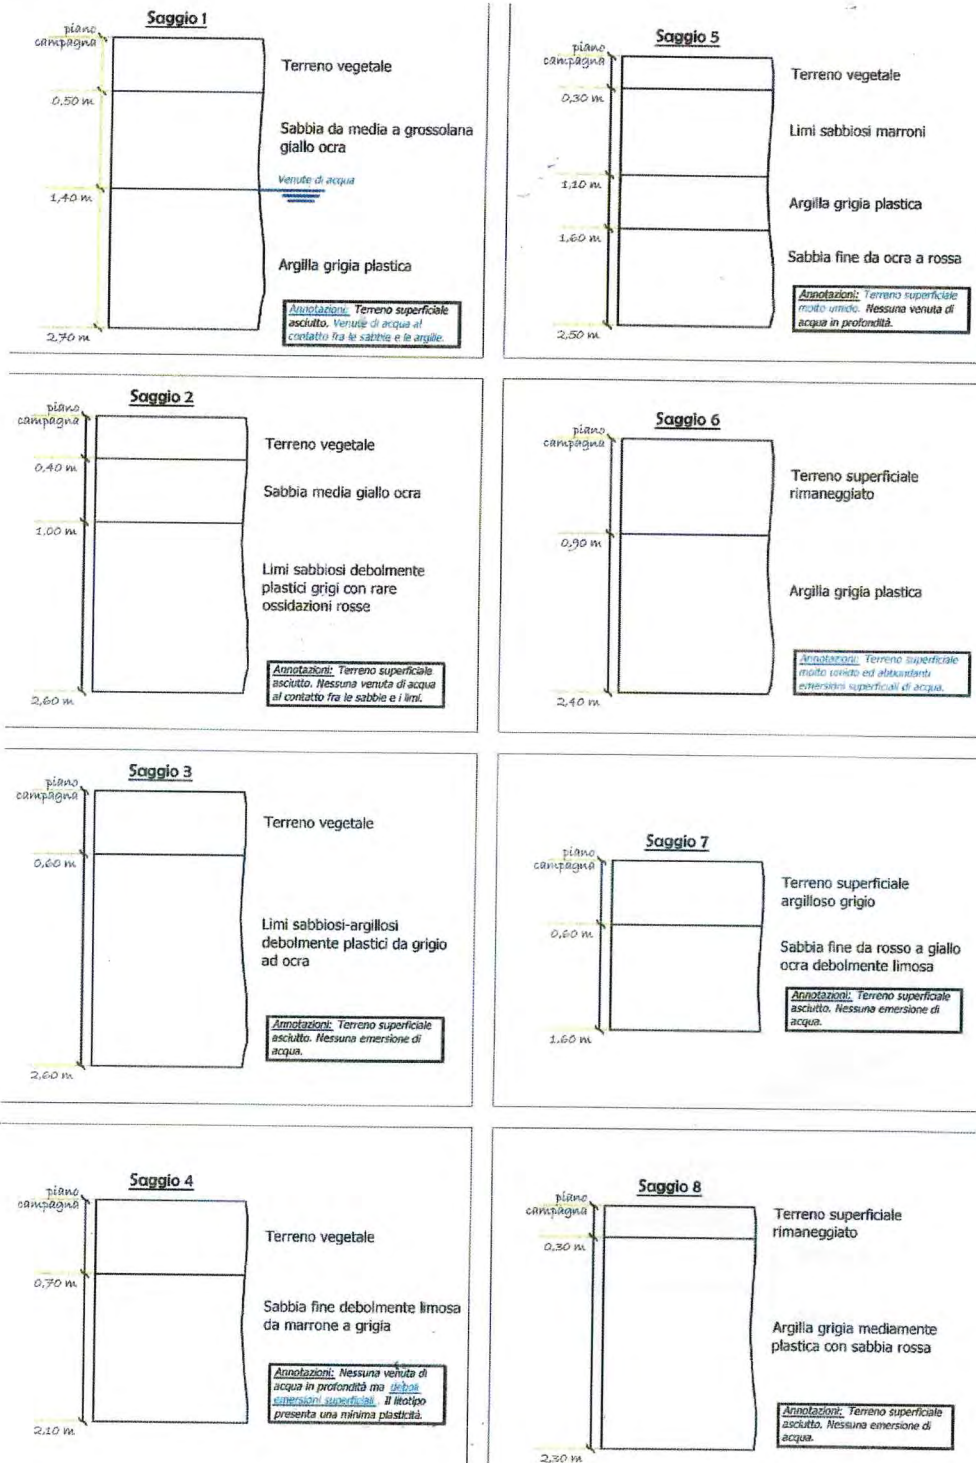 Saggio 1
piano
campagna
Terreno vegetale
0,50 m
Sabbia da media a grossolana
giallo ocra
Venute di acqua
1,40 m
Argilla grigia plastica
Annotazioni: Terreno superficiale
asciutto. Venute di acqua al
contatto fra le sabbie e le argille.
2,70 m
Saggio 2
piano
campagna
Terreno vegetale
0,40 m
Sabbia media giallo ocra
1,00 m
Limi sabbiosi debolmente
plastici grigi con rare
ossidazioni rosse
Annotazioni: Terreno superficiale
asciutto. Nessuna venuta di acqua
al contatto fra le sabbie e i limi.
2,60 m
Saggio 3
piano
campagna
Terreno vegetale
0,60 m
Limi sabbiosi-argillosi
debolmente plastici da grigio
ad ocra
Annotazioni: Terreno superficiale
asciutto. Nessuna emersione di
acqua.
2,60 m
Saggio 4
piano
campagna
Terreno vegetale
0,70 m
Sabbia fine debolmente limosa
da marrone a grigia
Annotazioni: Nessuna venuta di
acqua in profondità ma deboli
emersioni superficiali. Il litotipo
presenta una minima plasticità.
2,10 m
Saggio 5
piano
campagna
Terreno vegetale
0,30 m
Limi sabbiosi marroni
1,10 m
Argilla grigia plastica
1,60 m
Sabbia fine da ocra a rossa
Annotazioni: Terreno superficiale
molto umido. Nessuna venuta di
acqua in profondità.
2,50 m
Saggio 6
piano
campagna
Terreno superficiale
rimaneggiato
0,90 m
Argilla grigia plastica
Annotazioni: Terreno superficiale
molto umido ed abbondanti
emersioni superficiali di acqua.
2,40 m
Saggio 7
piano
campagna
Terreno superficiale
argilloso grigio
0,60 m
Sabbia fine da rosso a giallo
ocra debolmente limosa
Annotazioni: Terreno superficiale
asciutto. Nessuna emersione di
acqua.
1,60 m
Saggio 8
piano
campagna
Terreno superficiale
rimaneggiato
0,30 m
Argilla grigia mediamente
plastica con sabbia rossa
Annotazioni: Terreno superficiale
asciutto. Nessuna emersione di
acqua.
2,30 m